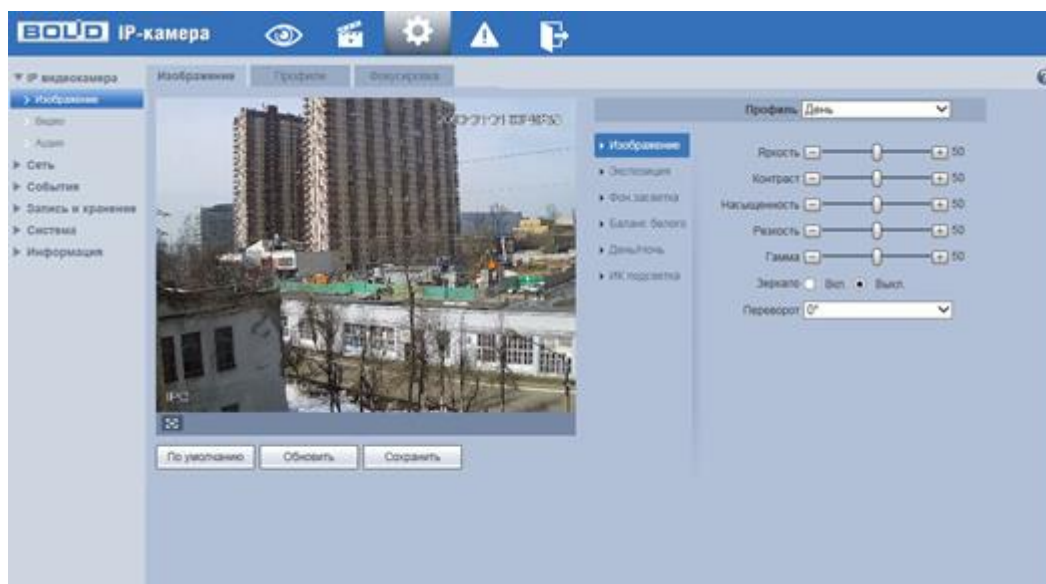 BOLID IP-камера
IP видеокамера
Изображение
Видео
Аудио
Сеть
События
Запись и хранение
Система
Информация
Изображение Профили Фокусировка
IPC
По умолчанию Обновить Сохранить
Профиль День
Изображение
Экспозиция
Фон.засветка
Баланс белого
День/Ночь
ИК подсветка
Яркость 50
Контраст 50
Насыщенность 50
Резкость 50
Гамма 50
Зеркало Вкл. Выкл.
Переворот 0°